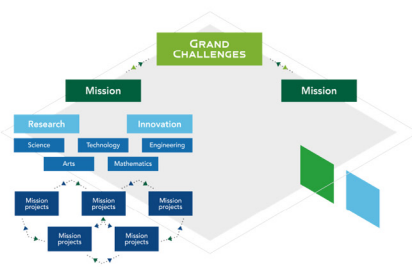 GRAND
CHALLENGES
Mission
Mission
Research
Innovation
Science
Technology
Engineering
Arts
Mathematics
Mission
projects
Mission
projects
Mission
projects
Mission
projects
Mission
projects